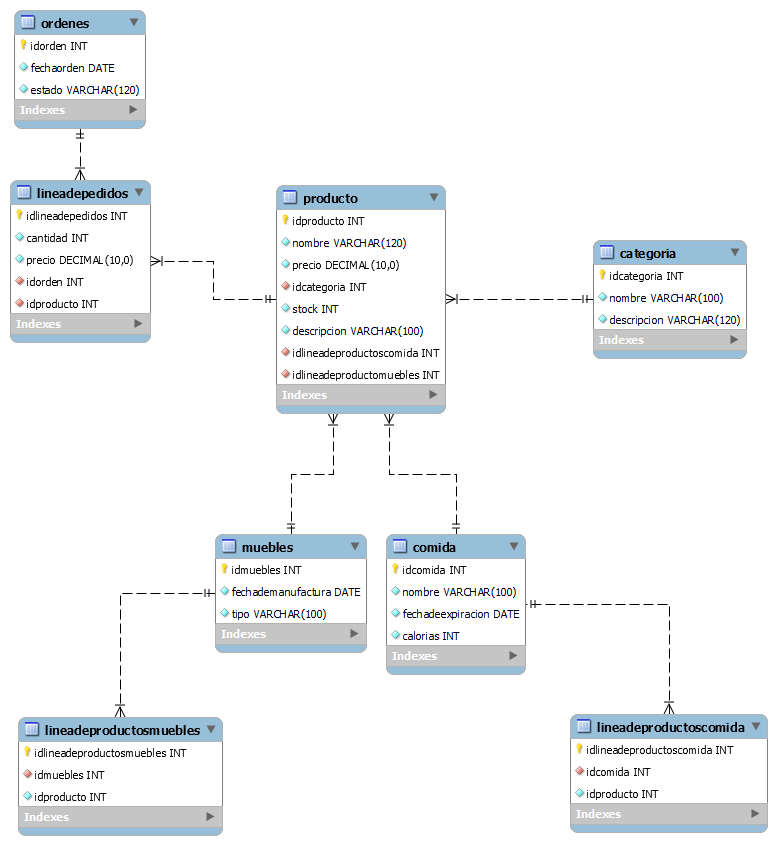 ordenes
idorden INT
fechaorden DATE
estado VARCHAR(120)
Indexes
lineadepedidos
idlineadepedidos INT
cantidad INT
precio DECIMAL(10,0)
idorden INT
idproducto INT
Indexes
producto
idproducto INT
nombre VARCHAR(120)
precio DECIMAL(10,0)
idcategoria INT
stock INT
descripcion VARCHAR(100)
idlineadeproductoscomida INT
idlineadeproductomuebles INT
Indexes
categoria
idcategoria INT
nombre VARCHAR(100)
descripcion VARCHAR(120)
Indexes
muebles
idmuebles INT
fechademanufactura DATE
tipo VARCHAR(100)
Indexes
comida
idcomida INT
nombre VARCHAR(100)
fechadeexpiracion DATE
calorias INT
Indexes
lineadeproductosmuebles
idlineadeproductosmuebles INT
idmuebles INT
idproducto INT
Indexes
lineadeproductoscomida
idlineadeproductoscomida INT
idcomida INT
idproducto INT
Indexes